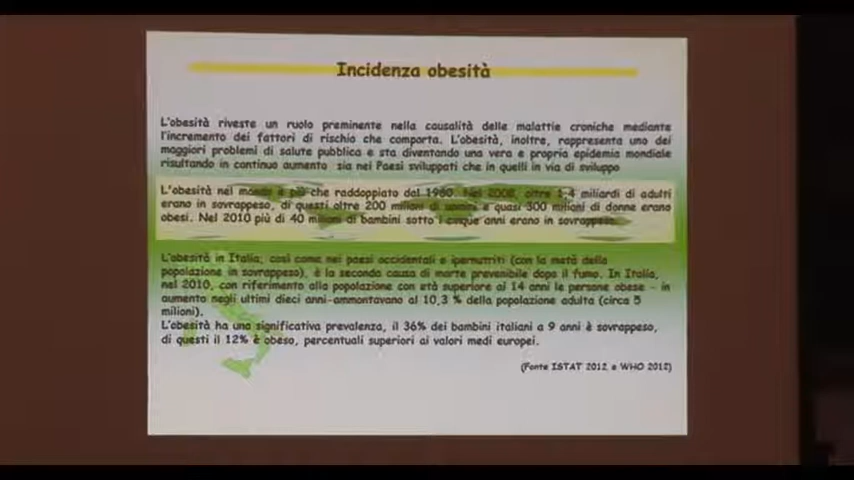 Incidenza obesità
L'obesità riveste un ruolo preminente nella causalità delle malattie croniche mediante
l'incremento dei fattori di rischio che comporta. L'obesità, inoltre, rappresenta uno dei
maggiori problemi di salute pubblica e sta diventando una vera e propria epidemia mondiale
risultando in continuo aumento sia nei Paesi sviluppati che in quelli in via di sviluppo
L'obesità nel mondo è più che raddoppiato dal 1980. Nel 2008, oltre 1,4 miliardi di adulti
erano in sovrappeso, di questi oltre 200 milioni di uomini e quasi 300 milioni di donne erano
obesi. Nel 2010 più di 40 milioni di bambini sotto i cinque anni erano in sovrappeso.
L'obesità in Italia, così come nei paesi occidentali e ipernutriti (con la metà della
popolazione in sovrappeso), è la seconda causa di morte prevenibile dopo il fumo. In Italia,
nel 2010, con riferimento alla popolazione con età superiore ai 14 anni le persone obese - in
aumento negli ultimi dieci anni-ammontavano al 10,3 % della popolazione adulta (circa 5
milioni).
L'obesità ha una significativa prevalenza, il 36% dei bambini italiani a 9 anni è sovrappeso,
di questi il 12% è obeso, percentuali superiori ai valori medi europei.
(Fonte ISTAT 2012 e WHO 2012)